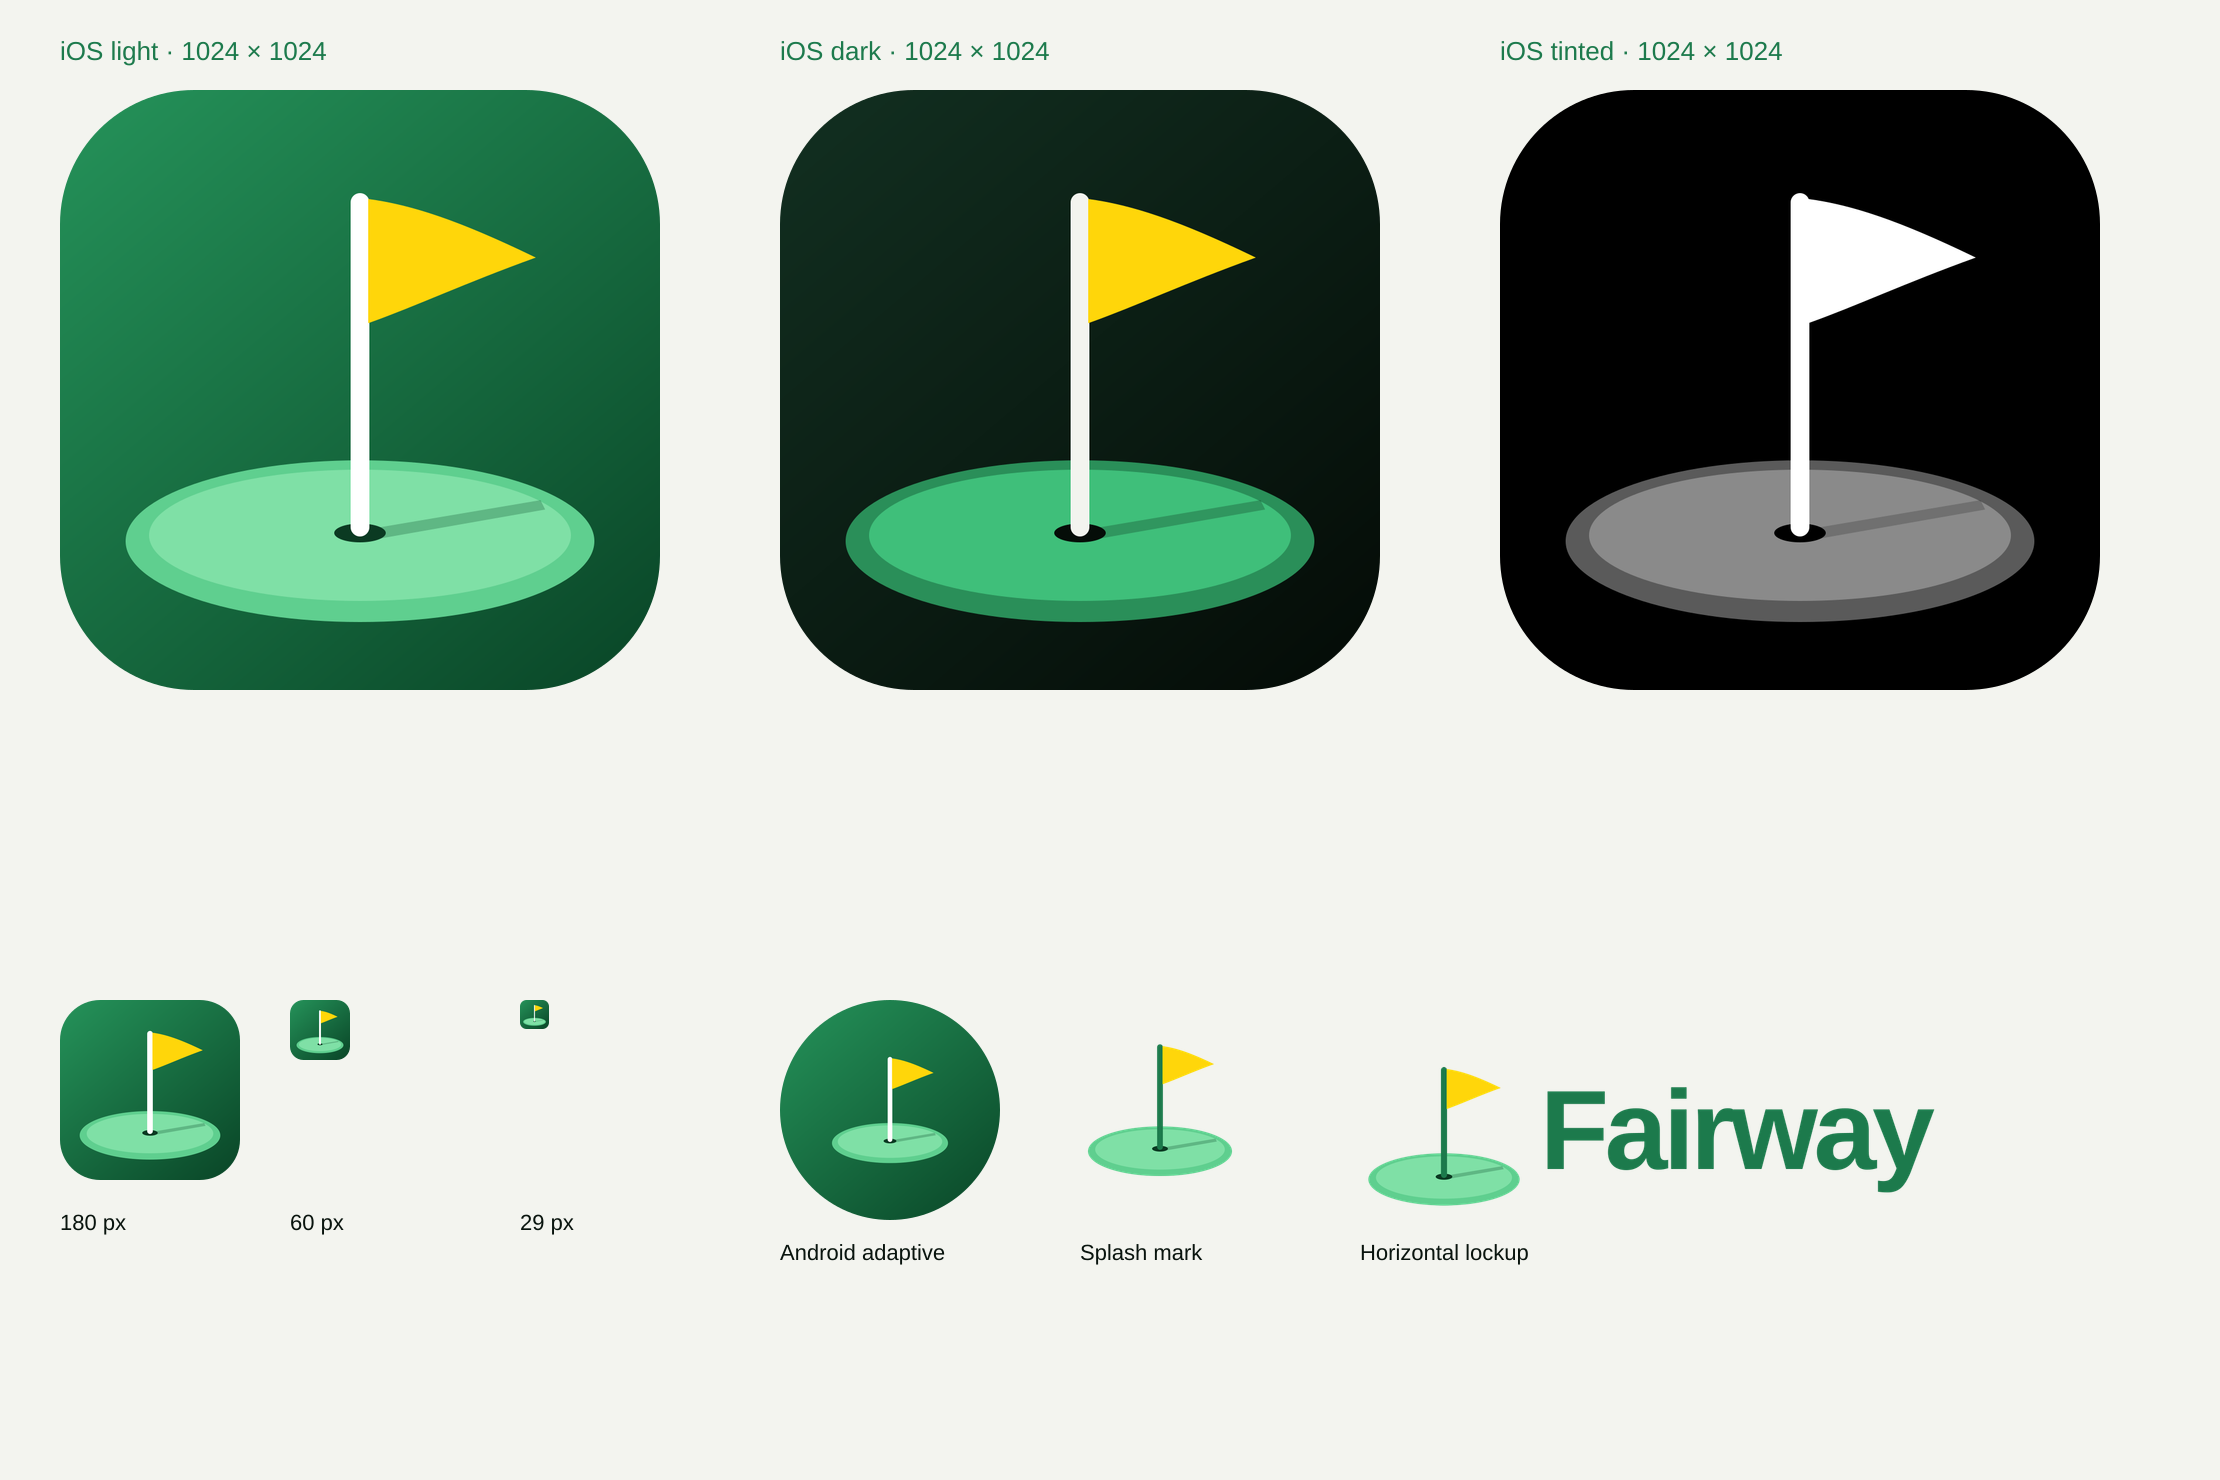 iOS light · 1024 × 1024
iOS dark · 1024 × 1024
iOS tinted · 1024 × 1024
Fairway
180 px
60 px
29 px
Android adaptive
Splash mark
Horizontal lockup